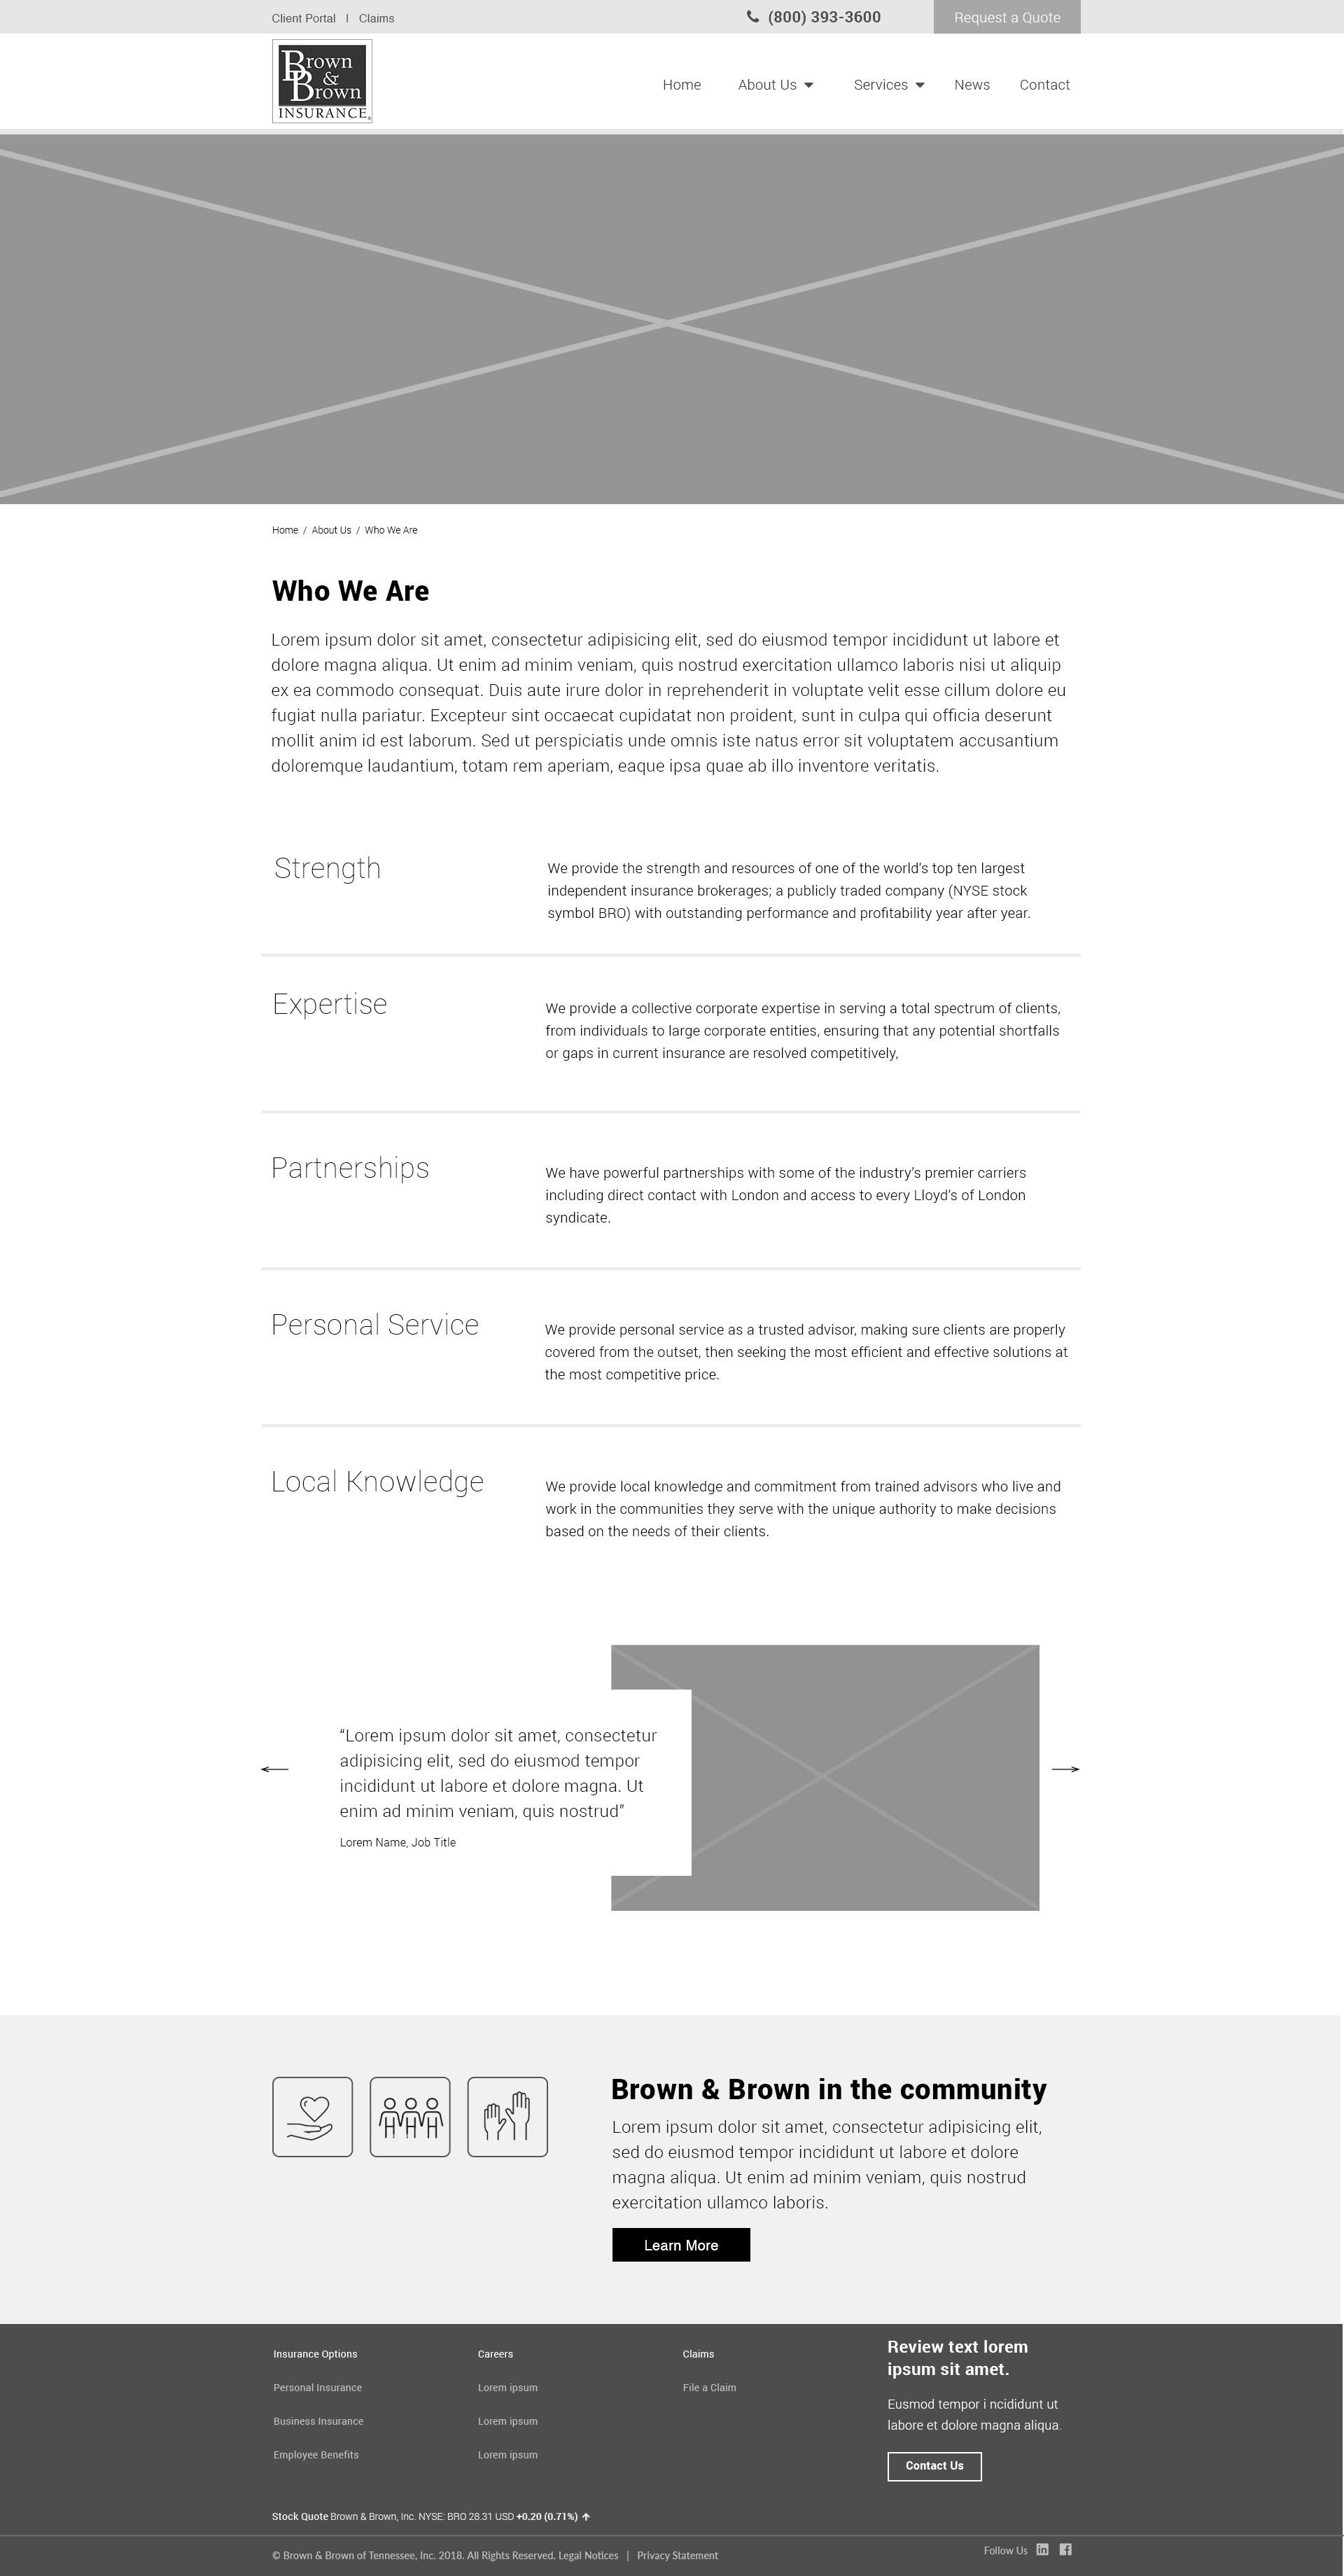 Client Portal | Claims
(800) 393-3600
Request a Quote
Brown
&
Brown
INSURANCE®
Home About Us Services News Contact
Home / About Us / Who We Are
Who We Are
Lorem ipsum dolor sit amet, consectetur adipisicing elit, sed do eiusmod tempor incididunt ut labore et
dolore magna aliqua. Ut enim ad minim veniam, quis nostrud exercitation ullamco laboris nisi ut aliquip
ex ea commodo consequat. Duis aute irure dolor in reprehenderit in voluptate velit esse cillum dolore eu
fugiat nulla pariatur. Excepteur sint occaecat cupidatat non proident, sunt in culpa qui officia deserunt
mollit anim id est laborum. Sed ut perspiciatis unde omnis iste natus error sit voluptatem accusantium
doloremque laudantium, totam rem aperiam, eaque ipsa quae ab illo inventore veritatis.
Strength
We provide the strength and resources of one of the world’s top ten largest
independent insurance brokerages; a publicly traded company (NYSE stock
symbol BRO) with outstanding performance and profitability year after year.
Expertise
We provide a collective corporate expertise in serving a total spectrum of clients,
from individuals to large corporate entities, ensuring that any potential shortfalls
or gaps in current insurance are resolved competitively,
Partnerships
We have powerful partnerships with some of the industry’s premier carriers
including direct contact with London and access to every Lloyd’s of London
syndicate.
Personal Service
We provide personal service as a trusted advisor, making sure clients are properly
covered from the outset, then seeking the most efficient and effective solutions at
the most competitive price.
Local Knowledge
We provide local knowledge and commitment from trained advisors who live and
work in the communities they serve with the unique authority to make decisions
based on the needs of their clients.
“Lorem ipsum dolor sit amet, consectetur
adipisicing elit, sed do eiusmod tempor
incididunt ut labore et dolore magna. Ut
enim ad minim veniam, quis nostrud”
Lorem Name, Job Title
Brown & Brown in the community
Lorem ipsum dolor sit amet, consectetur adipisicing elit,
sed do eiusmod tempor incididunt ut labore et dolore
magna aliqua. Ut enim ad minim veniam, quis nostrud
exercitation ullamco laboris.
Learn More
Insurance Options
Personal Insurance
Business Insurance
Employee Benefits
Careers
Lorem ipsum
Lorem ipsum
Lorem ipsum
Claims
File a Claim
Review text lorem
ipsum sit amet.
Eusmod tempor i ncididunt ut
labore et dolore magna aliqua.
Contact Us
Stock Quote Brown & Brown, Inc. NYSE: BRO 28.31 USD +0.20 (0.71%)
© Brown & Brown of Tennessee, Inc. 2018. All Rights Reserved. Legal Notices | Privacy Statement
Follow Us